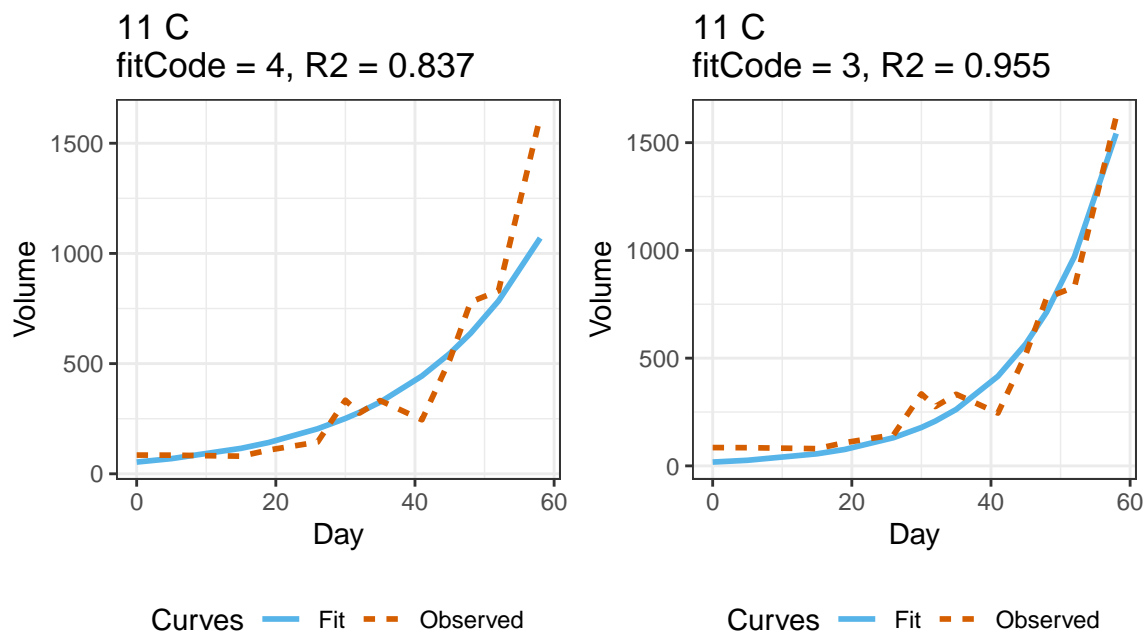 11 C
fitCode = 4, R2 = 0.837
1500
1000
500
0
Volume
0 20 40 60
Day
Curves Fit Observed
11 C
fitCode = 3, R2 = 0.955
1500
1000
500
0
Volume
0 20 40 60
Day
Curves Fit Observed